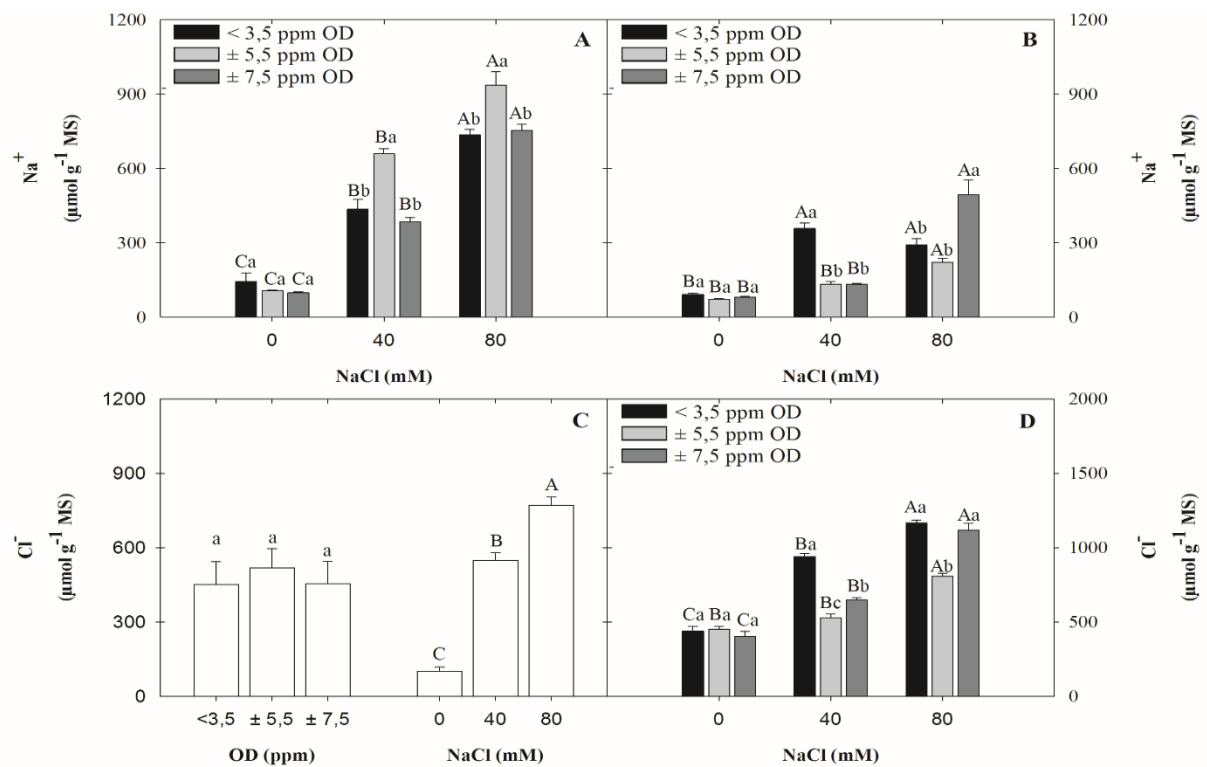 1200
900
600
300
0
Na+
(µmol g-1 MS)
< 3,5 ppm OD
± 5,5 ppm OD
± 7,5 ppm OD
A
Ca
Ca
Ca
Bb
Ba
Bb
Ab
Aa
Ab
0
40
80
NaCl (mM)
< 3,5 ppm OD
± 5,5 ppm OD
± 7,5 ppm OD
B
Ba
Ba
Ba
Aa
Bb
Bb
Ab
Ab
Aa
0
40
80
NaCl (mM)
1200
900
600
300
0
Na+
(µmol g-1 MS)
1200
900
600
300
0
Cl-
(µmol g-1 MS)
C
a
a
a
C
B
A
<3,5
± 5,5
± 7,5
OD (ppm)
0
40
80
NaCl (mM)
< 3,5 ppm OD
± 5,5 ppm OD
± 7,5 ppm OD
D
Ca
Ba
Ca
Ba
Bc
Bb
Aa
Ab
Aa
0
40
80
NaCl (mM)
2000
1500
1000
500
0
Cl-
(µmol g-1 MS)